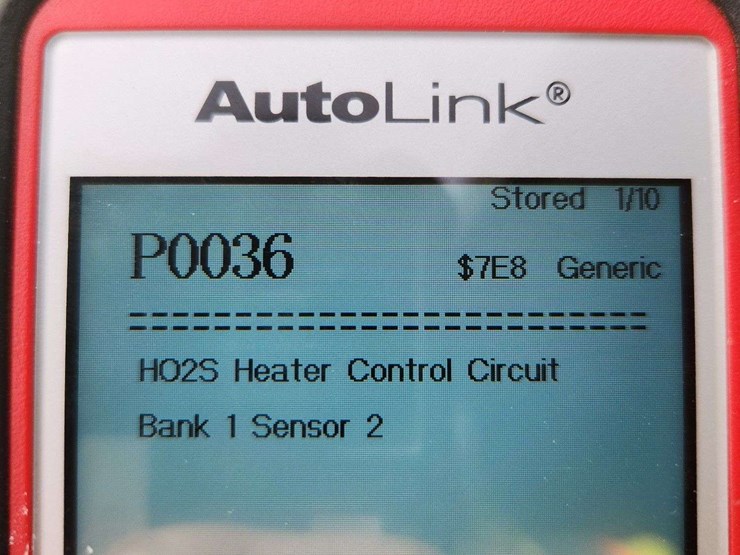 AutoLink®
Stored 1/10
P0036 $7E8 Generic
===========================
HO2S Heater Control Circuit
Bank 1 Sensor 2